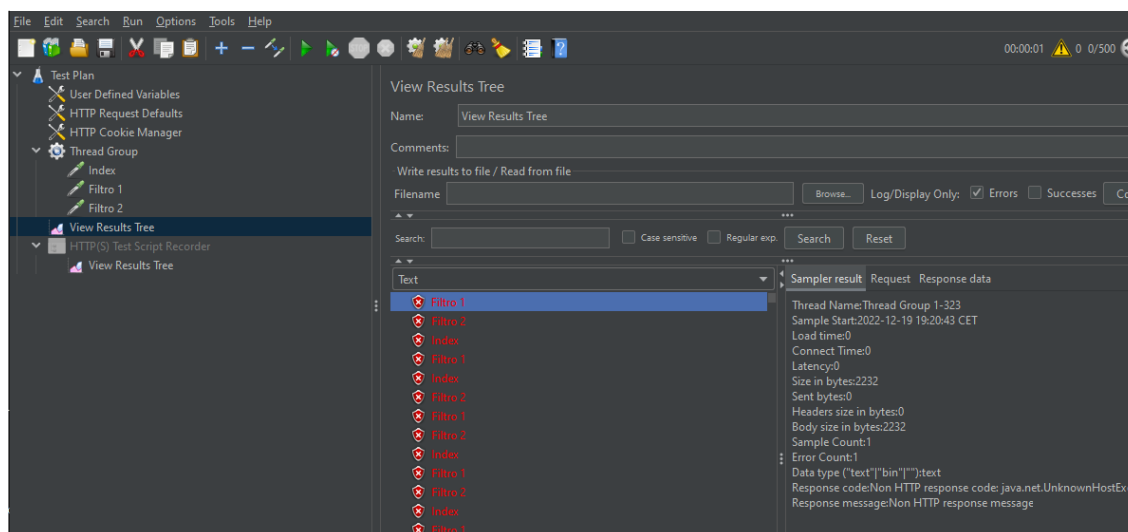 File Edit Search Run Options Tools Help
00:00:01 0 0/500
Test Plan
User Defined Variables
HTTP Request Defaults
HTTP Cookie Manager
Thread Group
Index
Filtro 1
Filtro 2
View Results Tree
HTTP(S) Test Script Recorder
View Results Tree
View Results Tree
Name: View Results Tree
Comments:
Write results to file / Read from file
Filename Browse... Log/Display Only: Errors Successes Co
Search: Case sensitive Regular exp. Search Reset
Text
Filtro 1
Filtro 2
Index
Filtro 1
Index
Filtro 2
Filtro 1
Filtro 2
Index
Filtro 1
Filtro 2
Index
Filtro 1
Sampler result Request Response data
Thread Name:Thread Group 1-323
Sample Start:2022-12-19 19:20:43 CET
Load time:0
Connect Time:0
Latency:0
Size in bytes:2232
Sent bytes:0
Headers size in bytes:0
Body size in bytes:2232
Sample Count:1
Error Count:1
Data type ("text"|"bin"|""):text
Response code:Non HTTP response code: java.net.UnknownHostEx
Response message:Non HTTP response message